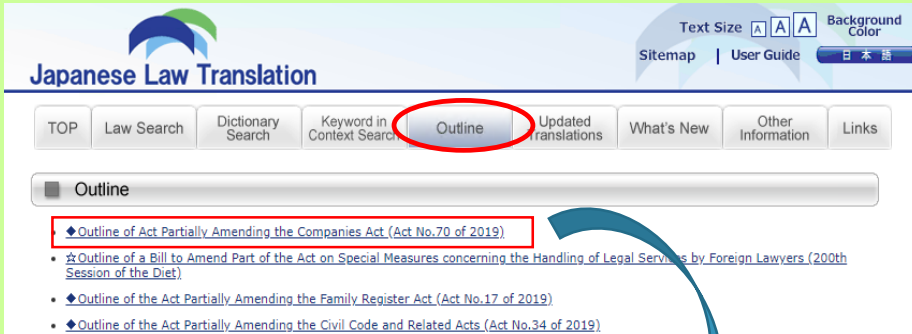 Text Size A A A Background Color
Sitemap | User Guide 日本語
Japanese Law Translation
TOP Law Search Dictionary Search Keyword in Context Search Outline Updated Translations What's New Other Information Links
Outline
◆Outline of Act Partially Amending the Companies Act (Act No.70 of 2019)
☆Outline of a Bill to Amend Part of the Act on Special Measures concerning the Handling of Legal Services by Foreign Lawyers (200th
Session of the Diet)
◆Outline of the Act Partially Amending the Family Register Act (Act No.17 of 2019)
◆Outline of the Act Partially Amending the Civil Code and Related Acts (Act No.34 of 2019)